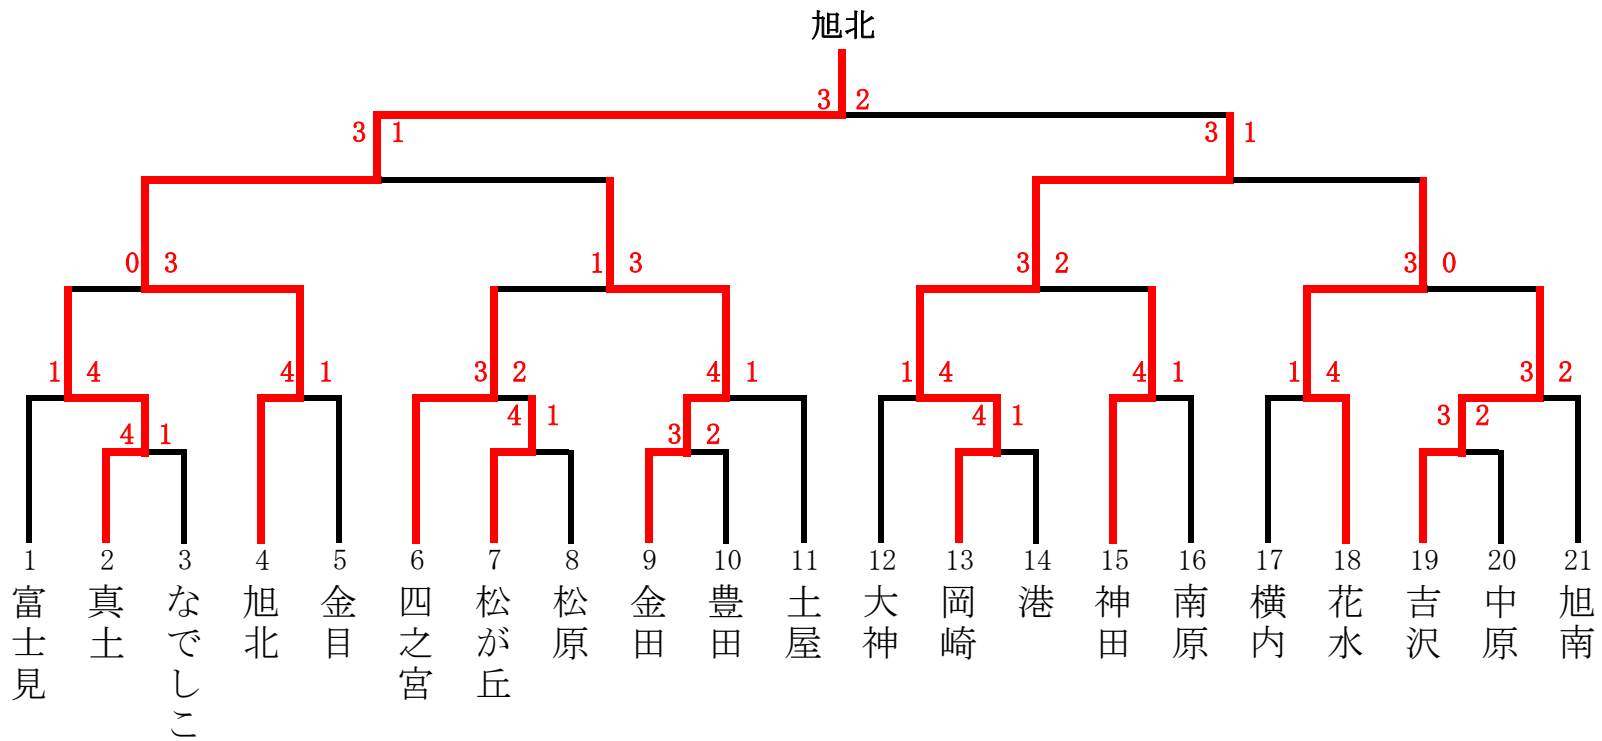 旭北
3 2
3 1 3 1
0 3 1 3 3 2 3 0
1 4 4 1 3 2 4 1 1 4 4 1 1 4 3 2
4 1 4 1 3 2 4 1 3 2
1 2 3 4 5 6 7 8 9 10 11 12 13 14 15 16 17 18 19 20 21
富士見
真土
なでしこ
旭北
金目
四之宮
松が丘
松原
金田
豊田
土屋
大神
岡崎
港
神田
南原
横内
花水
吉沢
中原
旭南